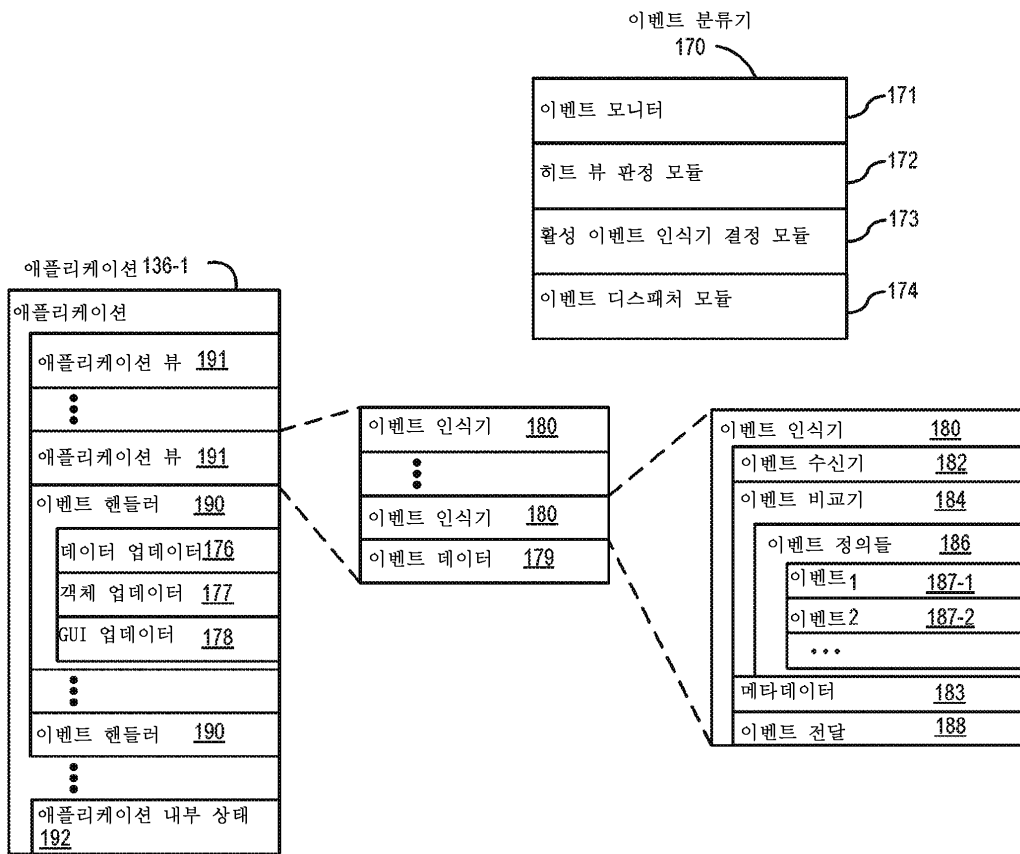 이벤트 분류기
170
이벤트 모니터
171
히트 뷰 판정 모듈
172
활성 이벤트 인식기 결정 모듈
173
이벤트 디스패처 모듈
174
애플리케이션 136-1
애플리케이션
애플리케이션 뷰 191
애플리케이션 뷰 191
이벤트 핸들러 190
데이터 업데이터 176
객체 업데이터 177
GUI 업데이터 178
이벤트 핸들러 190
애플리케이션 내부 상태
192
이벤트 인식기 180
이벤트 인식기 180
이벤트 데이터 179
이벤트 인식기 180
이벤트 수신기 182
이벤트 비교기 184
이벤트 정의들 186
이벤트1 187-1
이벤트2 187-2
...
메타데이터 183
이벤트 전달 188